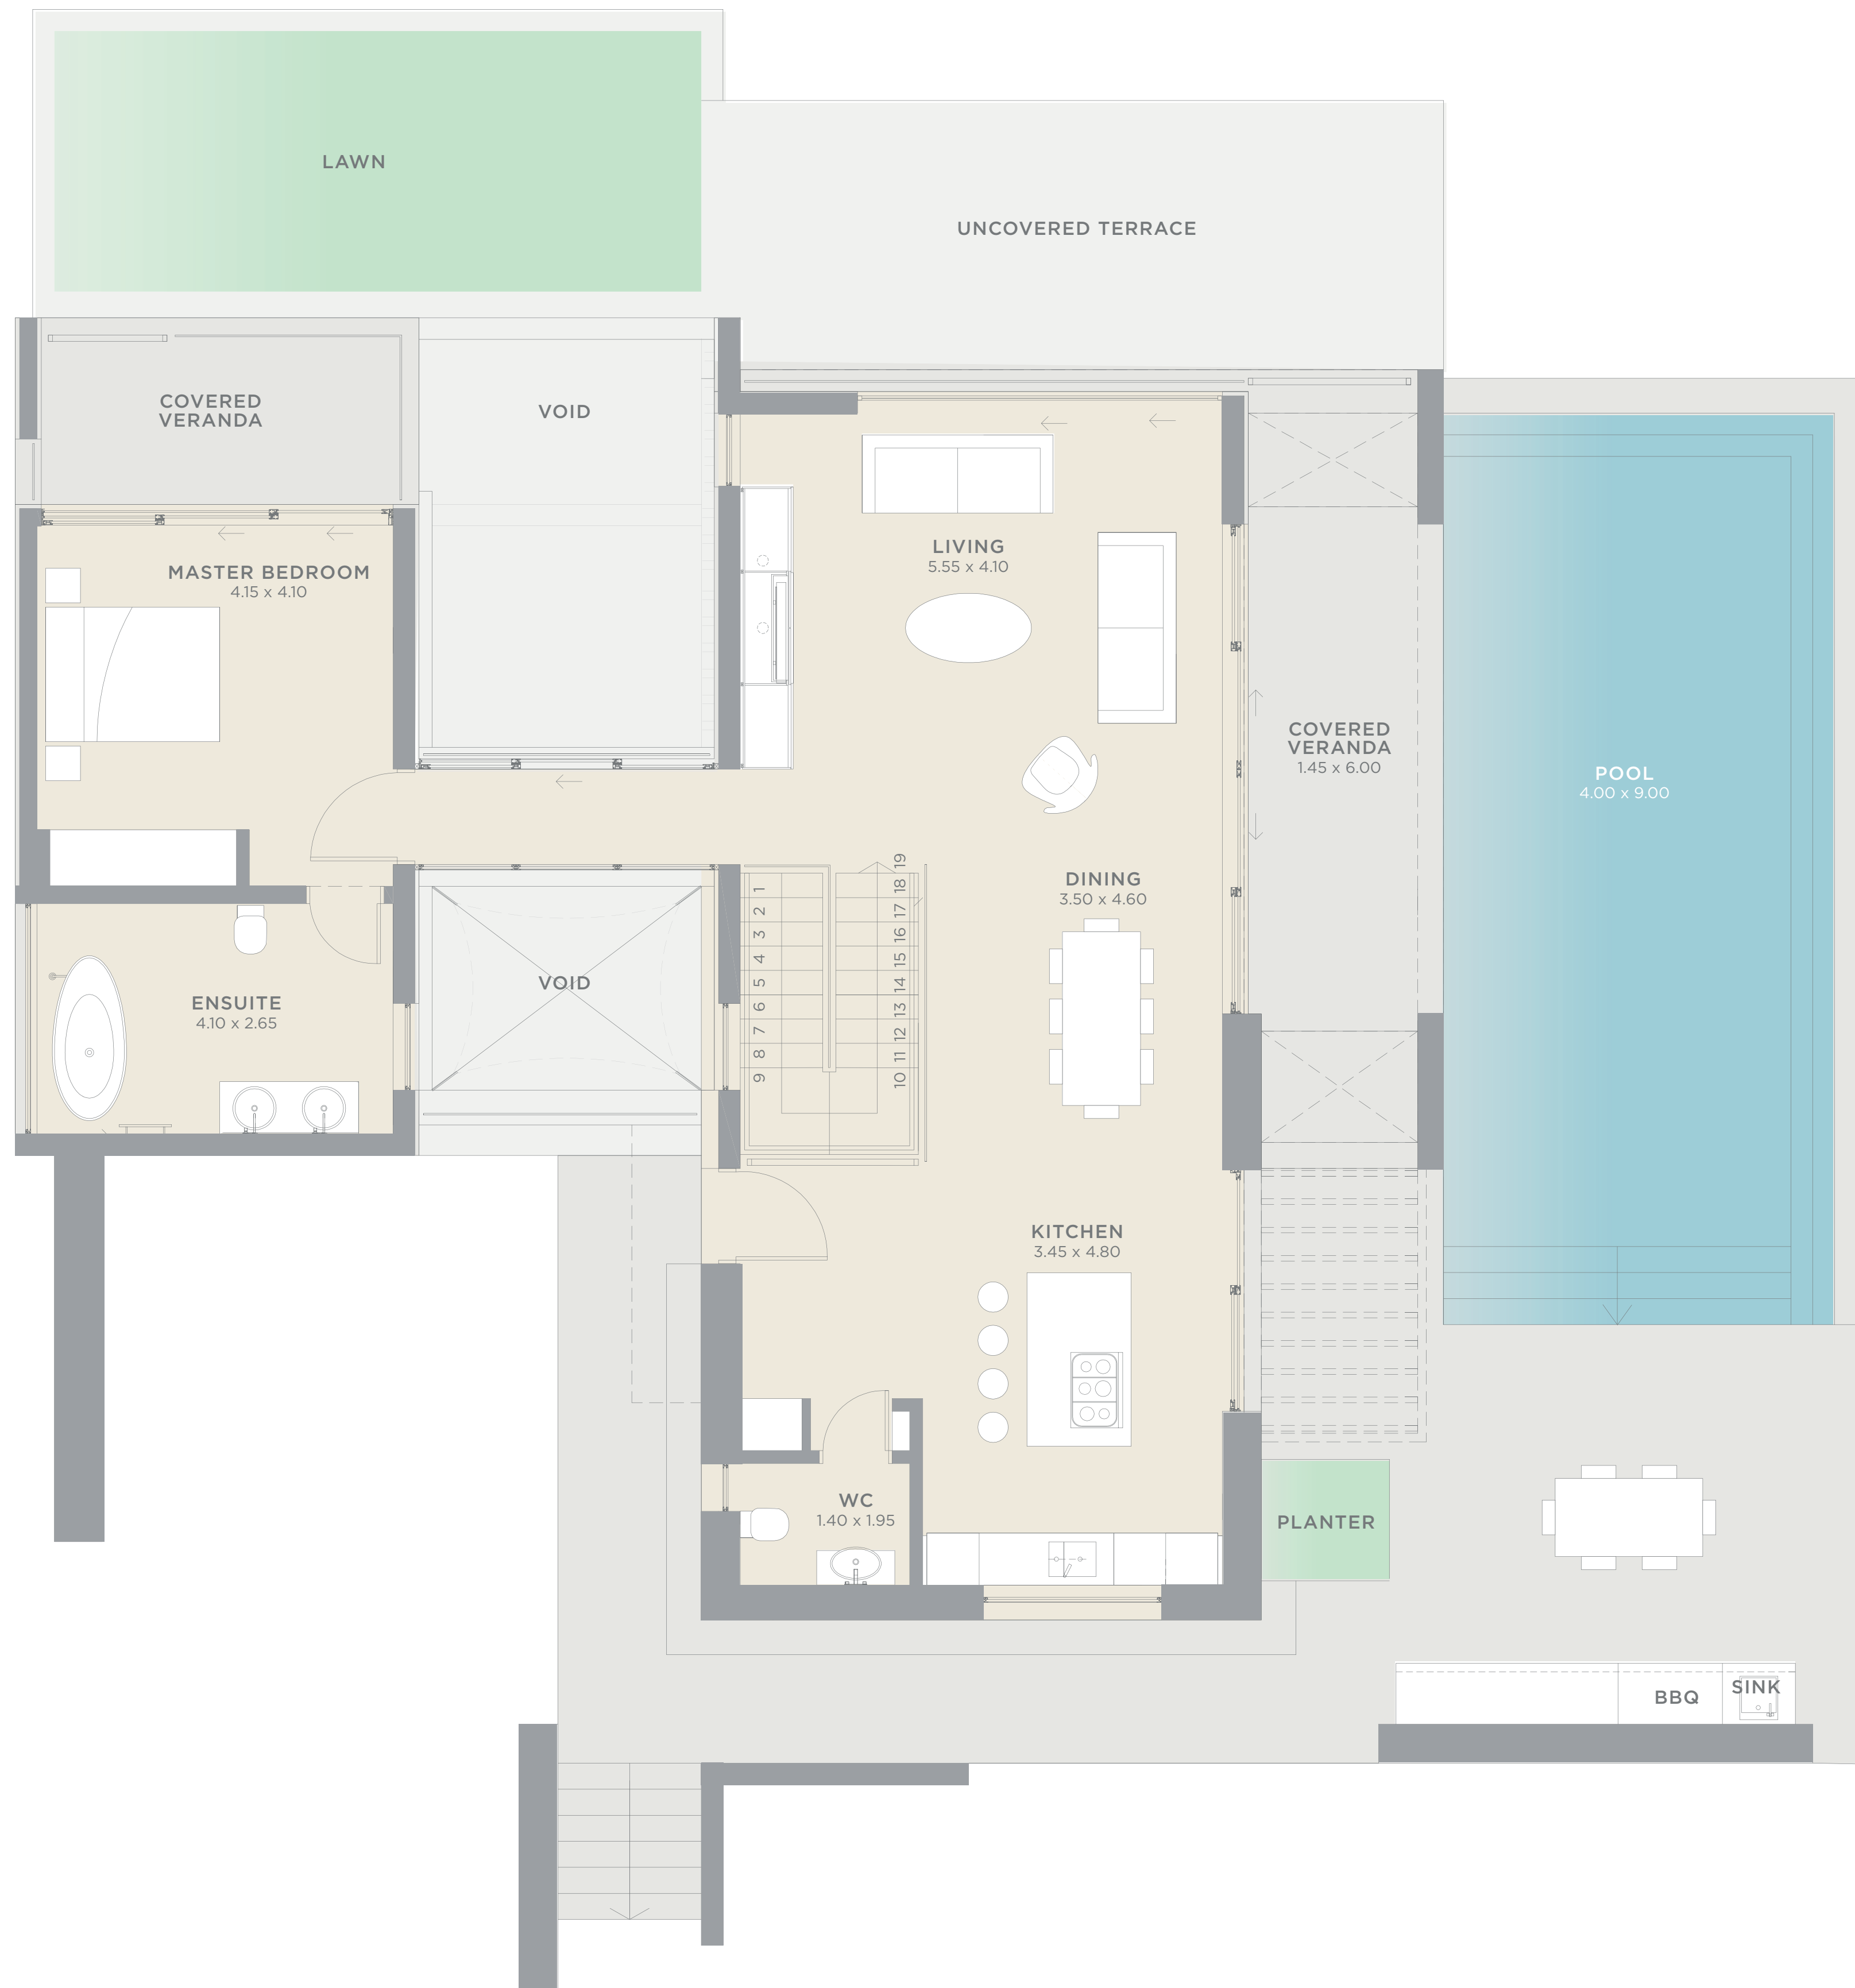 LAWN
UNCOVERED TERRACE
COVERED
VERANDA
VOID
LIVING
5.55 x 4.10
MASTER BEDROOM
4.15 x 4.10
COVERED
VERANDA
1.45 x 6.00
POOL
4.00 x 9.00
DINING
3.50 x 4.60
1
2
3
4
5
6
7
8
9
19
18
17
16
15
14
13
12
11
10
VOID
ENSUITE
4.10 x 2.65
KITCHEN
3.45 x 4.80
WC
1.40 x 1.95
PLANTER
BBQ
SINK